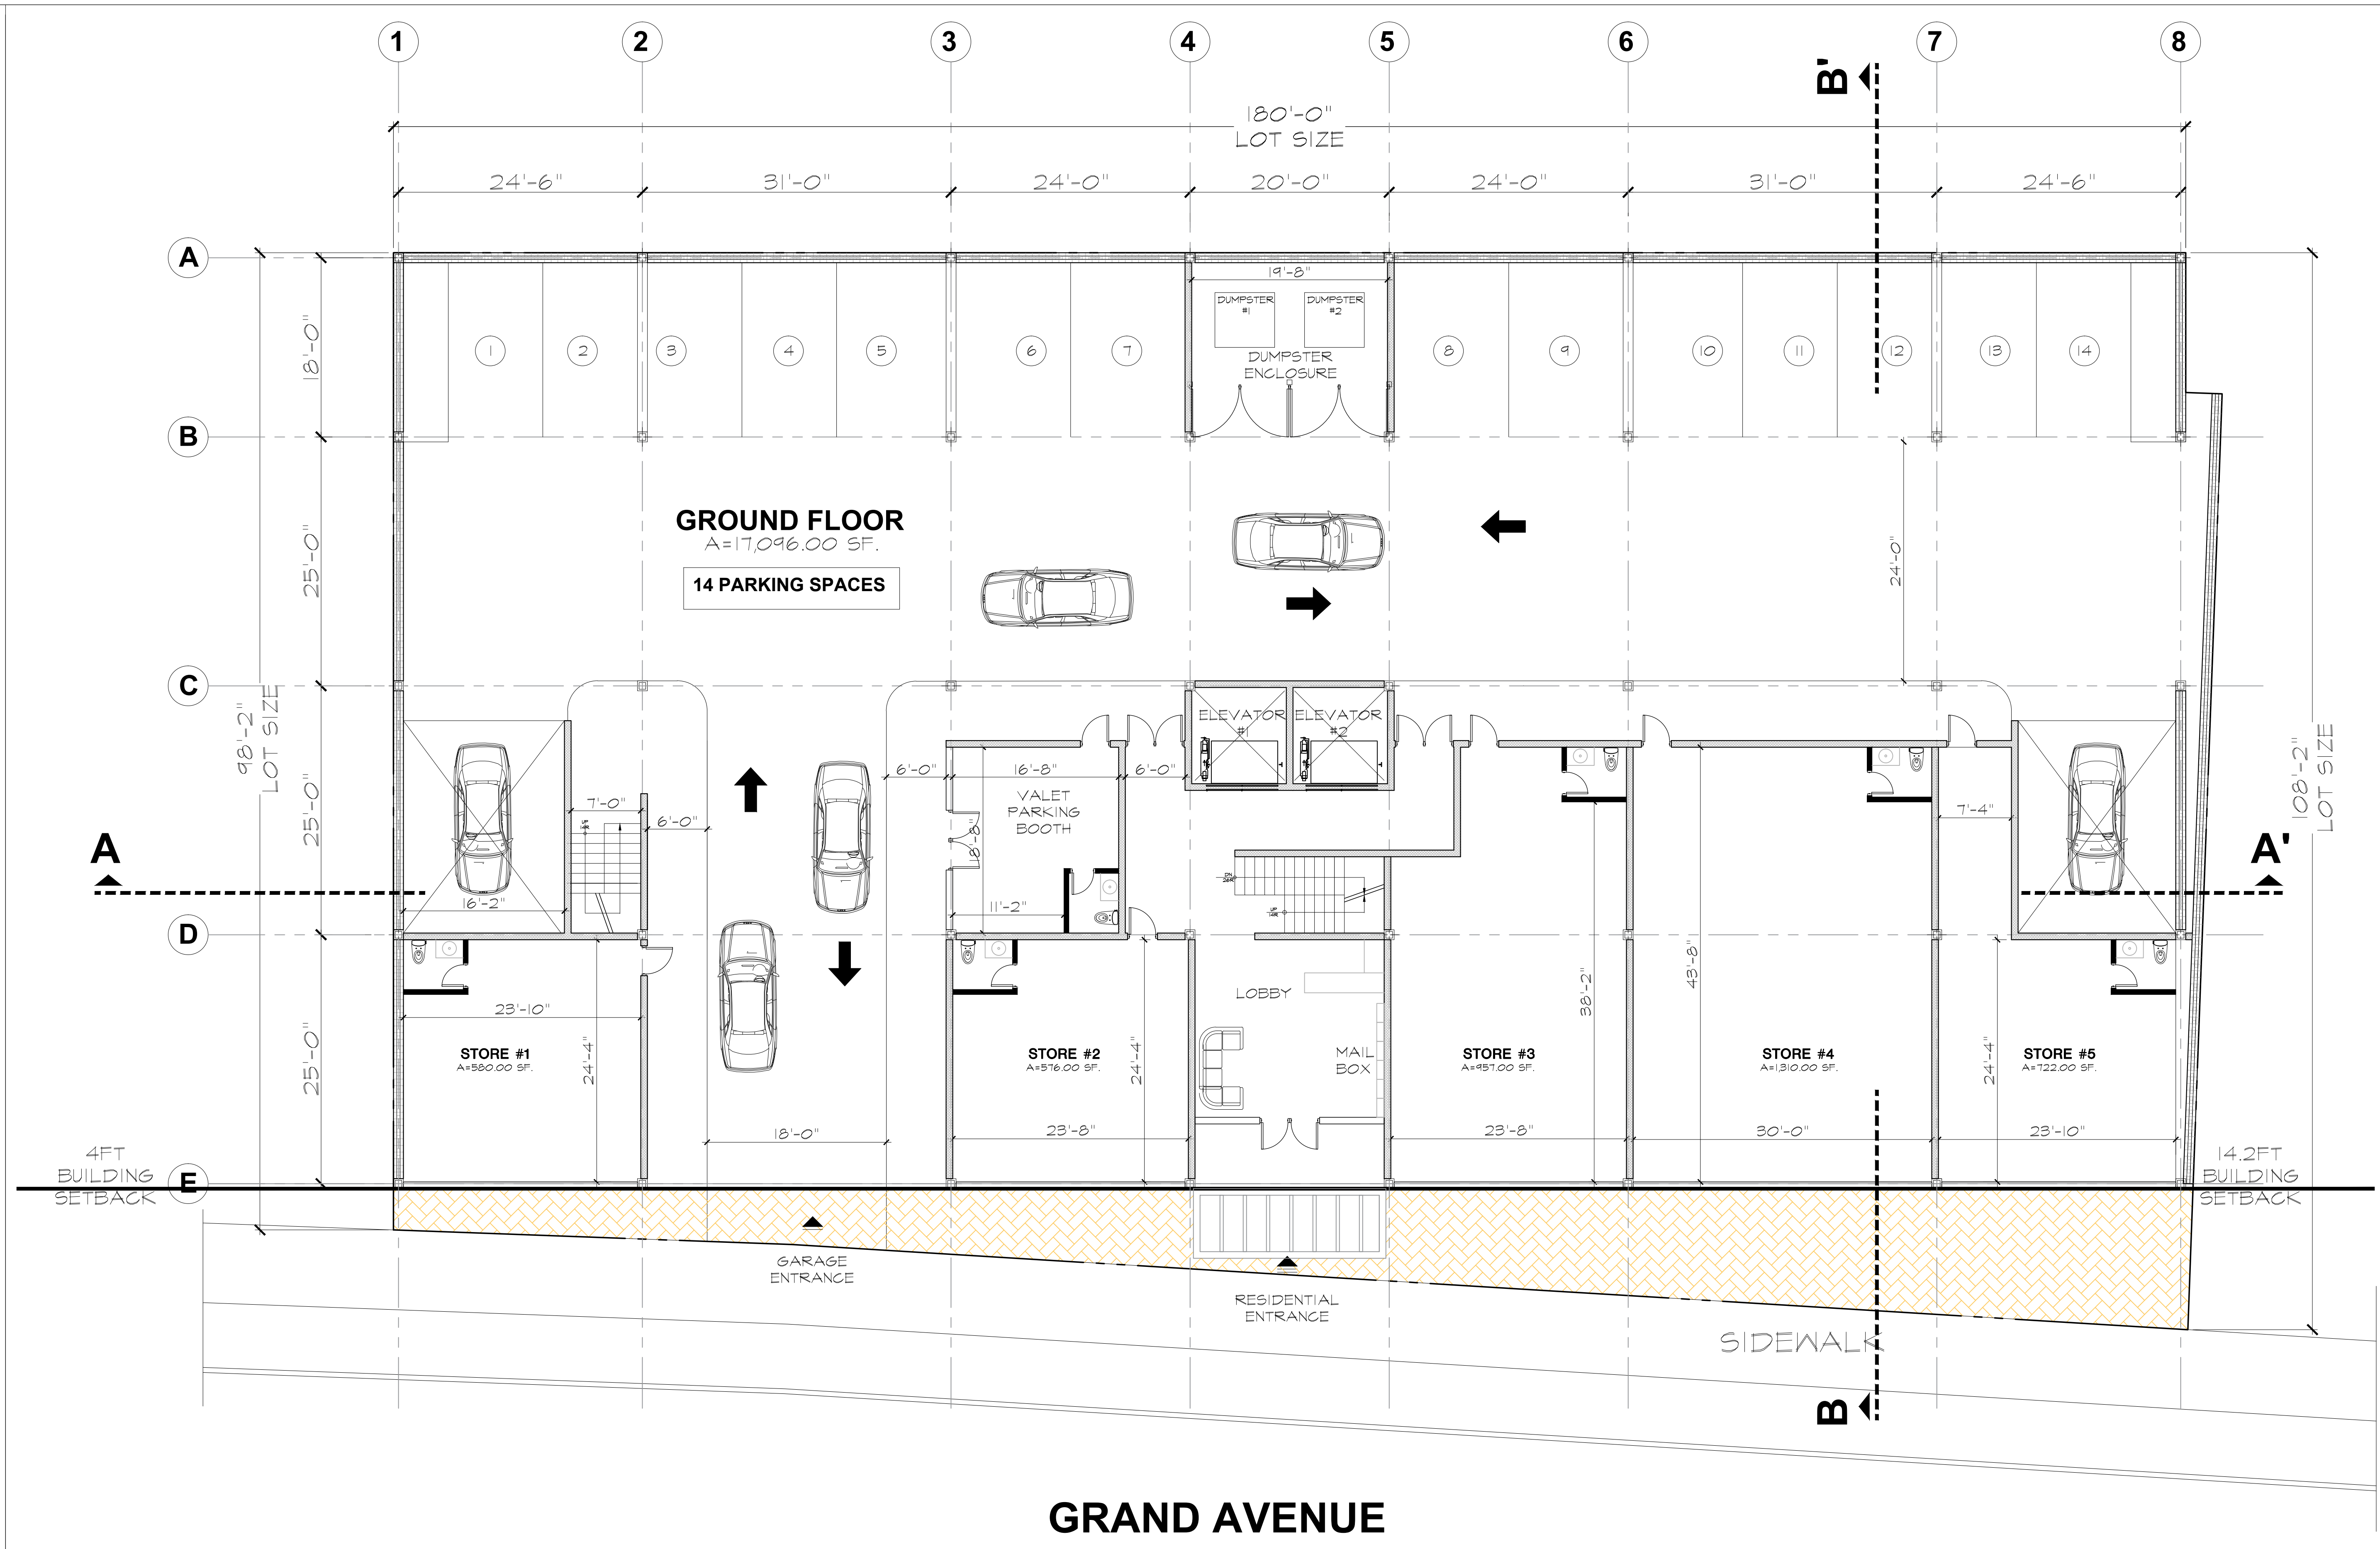 1 2 3 4 5 6 7 8
B'
180'-0"
LOT SIZE
24'-6" 31'-0" 24'-0" 20'-0" 24'-0" 31'-0" 24'-6"
A
19'-8"
DUMPSTER
#1
DUMPSTER
#2
DUMPSTER
ENCLOSURE
18'-0"
1 2 3 4 5 6 7 8 9 10 11 12 13 14
B
GROUND FLOOR
A=17,096.00 SF.
14 PARKING SPACES
25'-0"
24'-0"
C
98'-2"
LOT SIZE
108'-2"
LOT SIZE
ELEVATOR
#1
ELEVATOR
#2
6'-0" 16'-8" 6'-0"
VALET
PARKING
BOOTH
18'-8"
25'-0"
7'-0"
UP
14R
6'-0"
7'-4"
A
A'
16'-2"
11'-2"
DN
26R
UP
14R
D
23'-10"
LOBBY
38'-2"
43'-8"
25'-0"
STORE #1
A=580.00 SF.
24'-4"
STORE #2
A=576.00 SF.
24'-4"
MAIL
BOX
STORE #3
A=957.00 SF.
STORE #4
A=1,310.00 SF.
24'-4"
STORE #5
A=722.00 SF.
18'-0"
23'-8"
23'-8"
30'-0"
23'-10"
4FT
BUILDING
SETBACK
E
14.2FT
BUILDING
SETBACK
GARAGE
ENTRANCE
RESIDENTIAL
ENTRANCE
SIDEWALK
B
GRAND AVENUE